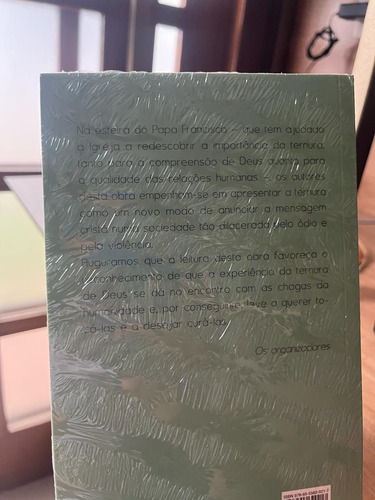 Na esteira do Papa Francisco – que tem ajudado
a Igreja a redescobrir a importância da ternura,
tanto para a compreensão de Deus quanto para
a qualidade das relações humanas –, os autores
desta obra empenham-se em apresentar a ternura
como um novo modo de anunciar a mensagem
cristã numa sociedade tão dilacerada pelo ódio e
pela violência.
Auguramos que a leitura desta obra favoreça o
reconhecimento de que a experiência da ternura
de Deus se dá no encontro com as chagas da
humanidade e, por conseguinte, leve a querer to-
cá-las e a desejar curá-las.
Os organizadores
ISBN 978-65-